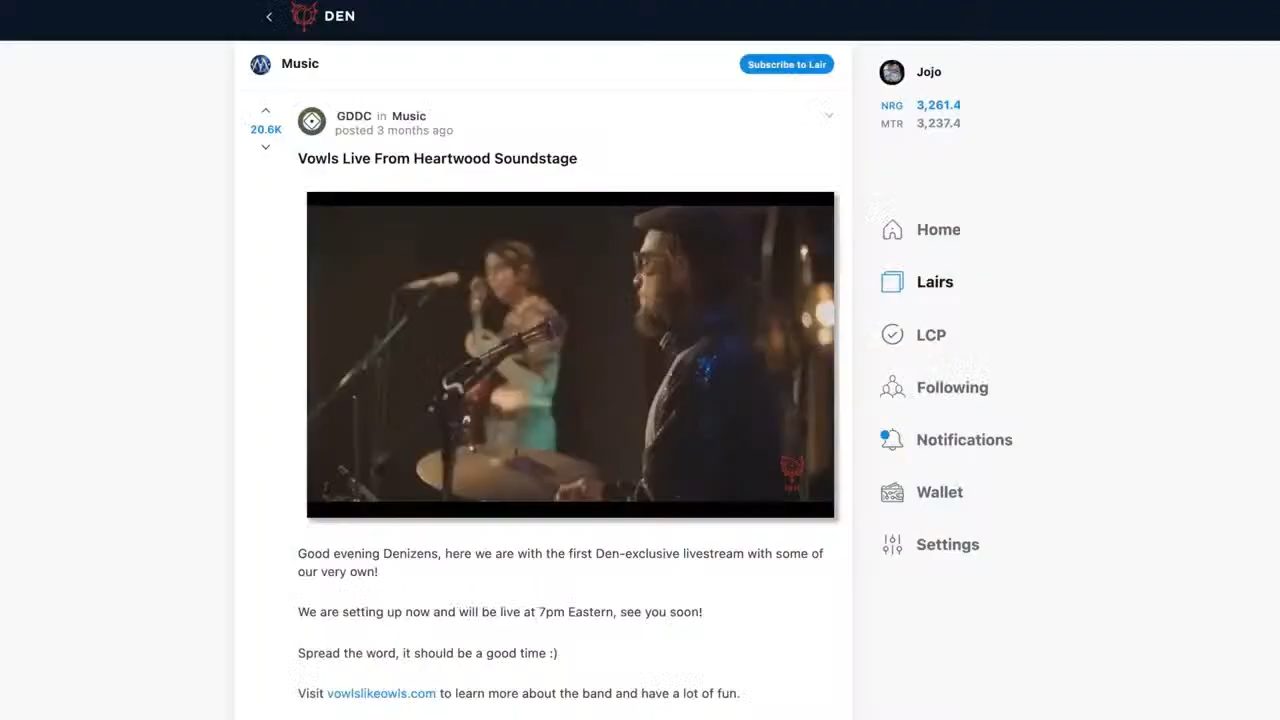 DEN
Music
Subscribe to Lair
20.6K
GDDC in Music
posted 3 months ago
Vowls Live From Heartwood Soundstage
Good evening Denizens, here we are with the first Den-exclusive livestream with some of
our very own!
We are setting up now and will be live at 7pm Eastern, see you soon!
Spread the word, it should be a good time :)
Visit vowlslikeowls.com to learn more about the band and have a lot of fun.
Jojo
NRG 3,261.4
MTR 3,237.4
Home
Lairs
LCP
Following
Notifications
Wallet
Settings